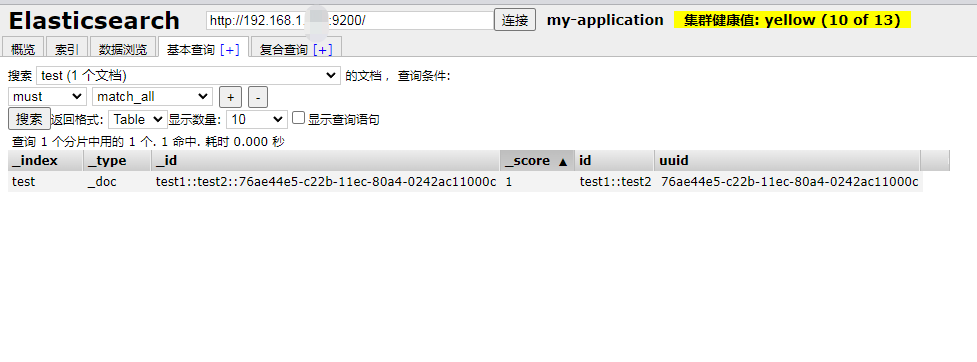 Elasticsearch http://192.168.1. :9200/ 连接 my-application 集群健康值: yellow (10 of 13)
概览 索引 数据浏览 基本查询 [+] 复合查询 [+]
搜索 test (1 个文档) 的文档， 查询条件:
must match_all + -
搜索 返回格式: Table 显示数量: 10 显示查询语句
查询 1 个分片中用的 1 个. 1 命中. 耗时 0.000 秒
_index _type _id _score ▲ id uuid
test _doc test1::test2::76ae44e5-c22b-11ec-80a4-0242ac11000c 1 test1::test2 76ae44e5-c22b-11ec-80a4-0242ac11000c